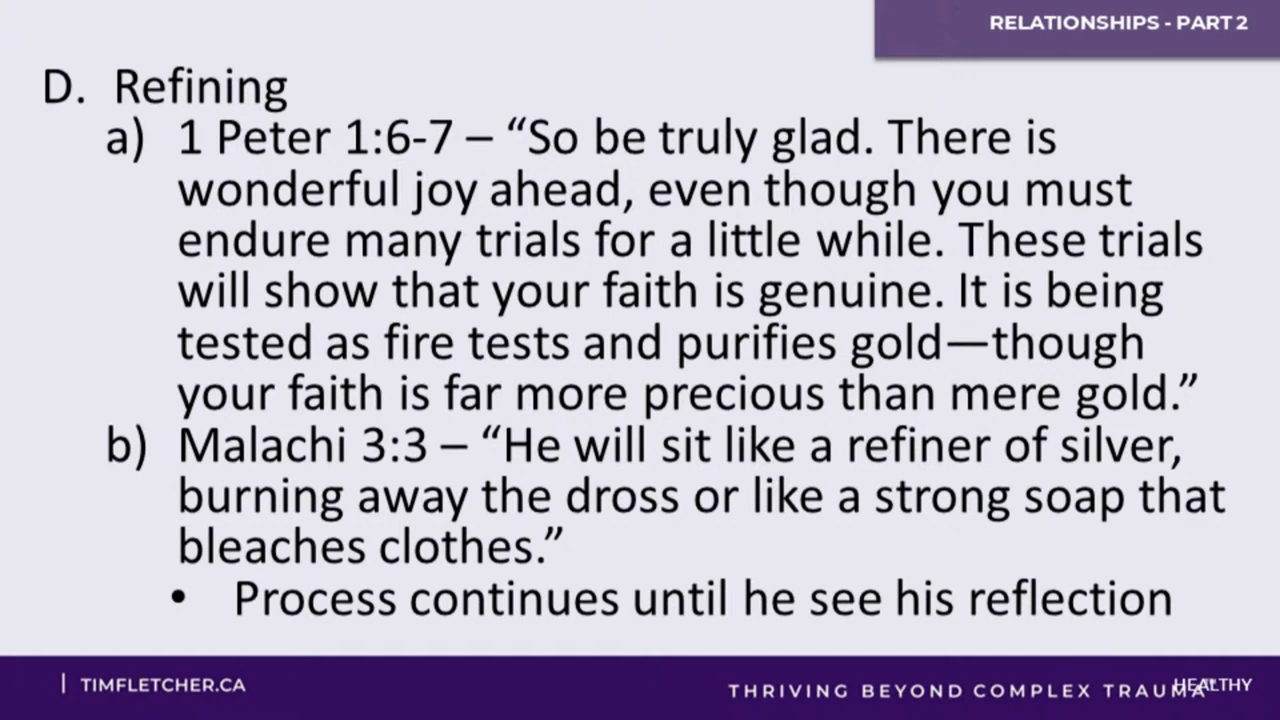 RELATIONSHIPS - PART 2
D. Refining
a) 1 Peter 1:6-7 – “So be truly glad. There is
wonderful joy ahead, even though you must
endure many trials for a little while. These trials
will show that your faith is genuine. It is being
tested as fire tests and purifies gold—though
your faith is far more precious than mere gold.”
b) Malachi 3:3 – “He will sit like a refiner of silver,
burning away the dross or like a strong soap that
bleaches clothes.”
• Process continues until he see his reflection
| TIMFLETCHER.CA
THRIVING BEYOND COMPLEX TRAUMA
HEALTHY